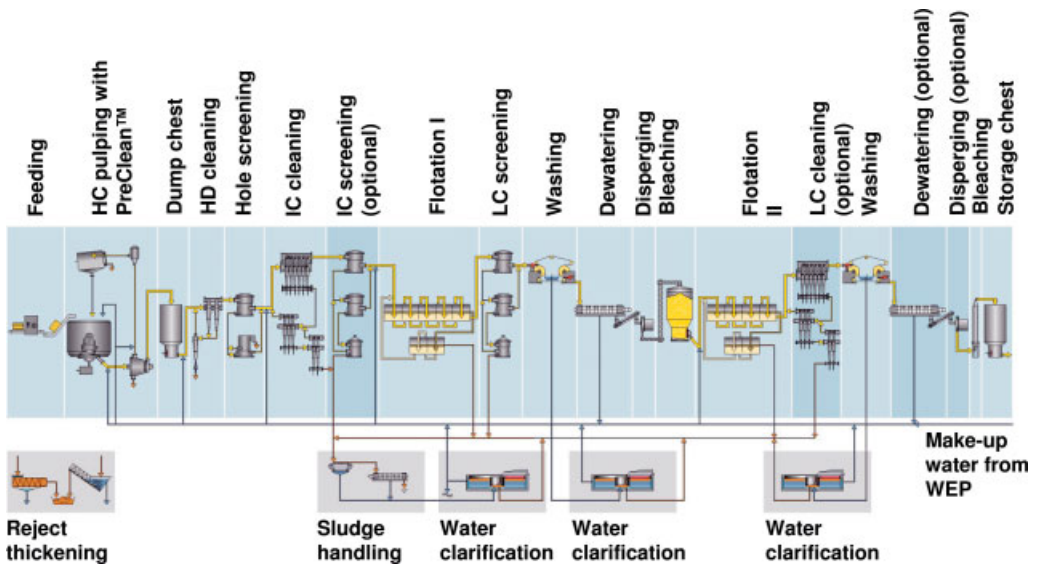 Feeding
HC pulping with
PreClean™
Dump chest
HD cleaning
Hole screening
IC cleaning
IC screening
(optional)
Flotation I
LC screening
Washing
Dewatering
Disperging
Bleaching
Flotation
II
LC cleaning
(optional)
Washing
Dewatering (optional)
Disperging (optional)
Bleaching
Storage chest
Make-up
water from
WEP
Reject
thickening
Sludge
handling
Water
clarification
Water
clarification
Water
clarification